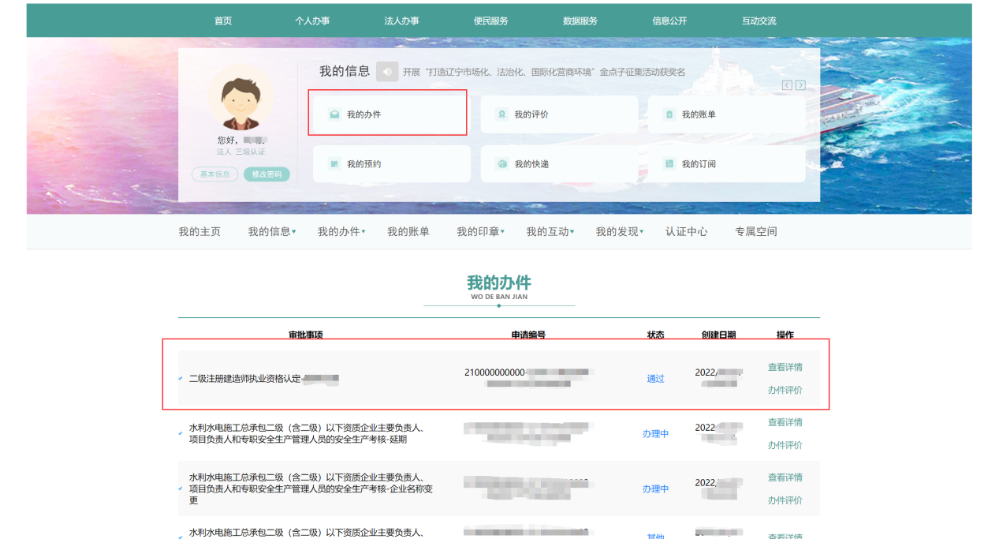 首页 个人办事 法人办事 便民服务 数据服务 信息公开 互动交流
我的信息 开展“打造辽宁市场化、法治化、国际化营商环境”金点子征集活动获奖名
我的办件 我的评价 我的账单
您好,
法人 三级认证
我的预约 我的快递 我的订阅
基本信息 修改密码
我的主页 我的信息 我的办件 我的账单 我的印章 我的互动 我的发现 认证中心 专属空间
我的办件
WO DE BAN JIAN
审批事项 申请编号 状态 创建日期 操作
二级注册建造师执业资格认定- 210000000000- 通过 2022/ 查看详情
办件评价
水利水电施工总承包二级（含二级）以下资质企业主要负责人、 办理中 2022 查看详情
项目负责人和专职安全生产管理人员的安全生产考核-延期 办件评价
水利水电施工总承包二级（含二级）以下资质企业主要负责人、 办理中 2022 查看详情
项目负责人和专职安全生产管理人员的安全生产考核-企业名称变 办件评价
更
水利水电施工总承包二级（含二级）以下资质企业主要负责人、 其他 查看详情